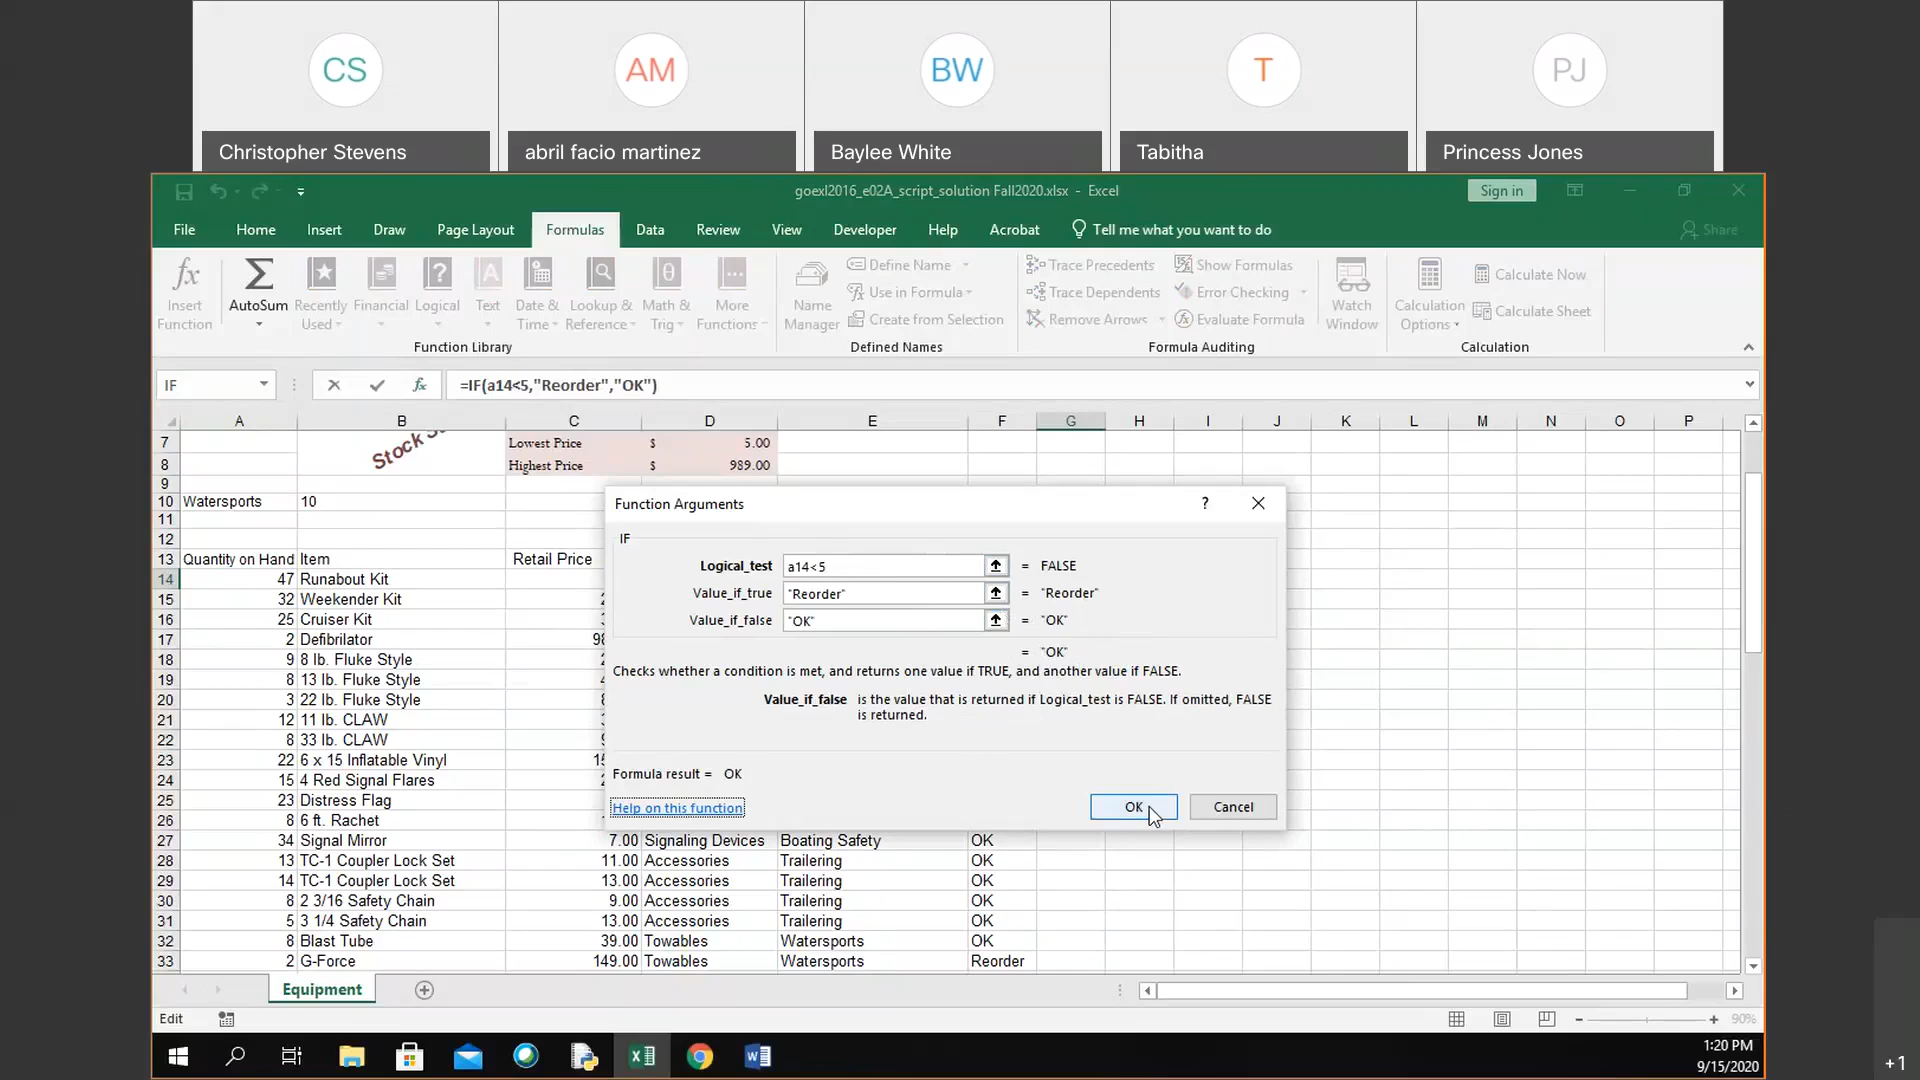 CS
AM
BW
T
PJ
Christopher Stevens
abril facio martinez
Baylee White
Tabitha
Princess Jones
goexl2016_e02A_script_solution Fall2020.xlsx - Excel
Sign in
File Home Insert Draw Page Layout Formulas Data Review View Developer Help Acrobat Tell me what you want to do Share
Insert Function
AutoSum
Recently Used
Financial
Logical
Text
Date & Time
Lookup & Reference
Math & Trig
More Functions
Function Library
Name Manager
Define Name
Use in Formula
Create from Selection
Defined Names
Trace Precedents
Trace Dependents
Remove Arrows
Show Formulas
Error Checking
Evaluate Formula
Formula Auditing
Watch Window
Calculation Options
Calculate Now
Calculate Sheet
Calculation
IF
fx
=IF(a14<5,"Reorder","OK")
A B C D E F G H I J K L M N O P
7 Lowest Price $ 5.00
8 Highest Price $ 989.00
9
10 Watersports 10
11
12
13 Quantity on Hand Item Retail Price
14 47 Runabout Kit
15 32 Weekender Kit
16 25 Cruiser Kit
17 2 Defibrilator 98
18 9 8 lb. Fluke Style
19 8 13 lb. Fluke Style
20 3 22 lb. Fluke Style
21 12 11 lb. CLAW
22 8 33 lb. CLAW
23 22 6 x 15 Inflatable Vinyl
24 15 4 Red Signal Flares
25 23 Distress Flag
26 8 6 ft. Rachet
27 34 Signal Mirror 7.00 Signaling Devices Boating Safety OK
28 13 TC-1 Coupler Lock Set 11.00 Accessories Trailering OK
29 14 TC-1 Coupler Lock Set 13.00 Accessories Trailering OK
30 8 2 3/16 Safety Chain 9.00 Accessories Trailering OK
31 5 3 1/4 Safety Chain 13.00 Accessories Trailering OK
32 8 Blast Tube 39.00 Towables Watersports OK
33 2 G-Force 149.00 Towables Watersports Reorder
Stock
Function Arguments
?
IF
Logical_test a14<5 = FALSE
Value_if_true "Reorder" = "Reorder"
Value_if_false "OK" = "OK"
= "OK"
Checks whether a condition is met, and returns one value if TRUE, and another value if FALSE.
Value_if_false is the value that is returned if Logical_test is FALSE. If omitted, FALSE
is returned.
Formula result = OK
Help on this function
OK
Cancel
Equipment
Edit
90%
1:20 PM
9/15/2020
+1